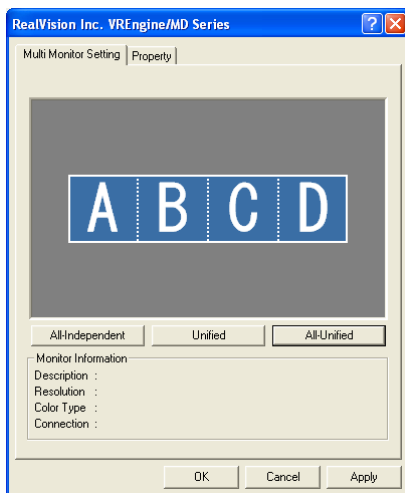 RealVision Inc. VREngine/MD Series
Multi Monitor Setting Property
A B C D
All-Independent Unified All-Unified
Monitor Information
Description :
Resolution :
Color Type :
Connection :
OK Cancel Apply